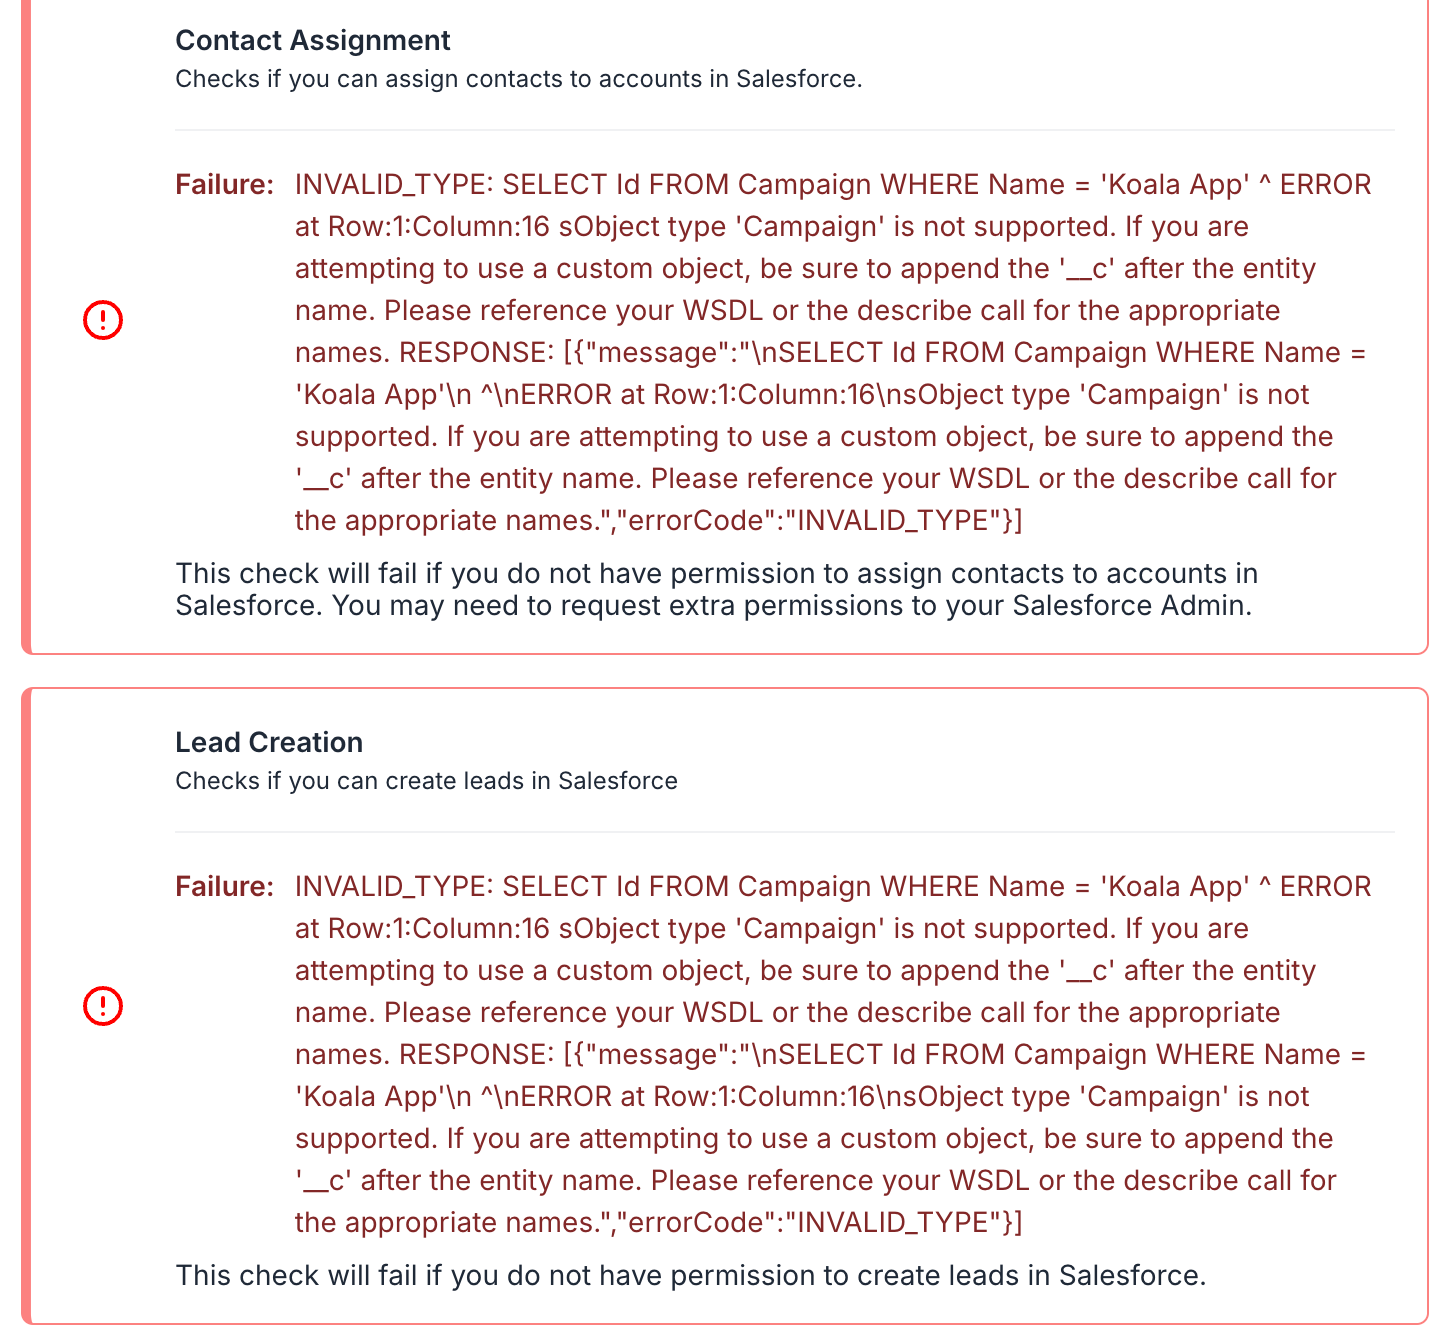 Contact Assignment
Checks if you can assign contacts to accounts in Salesforce.
Failure: INVALID_TYPE: SELECT Id FROM Campaign WHERE Name = 'Koala App' ^ ERROR
at Row:1:Column:16 sObject type 'Campaign' is not supported. If you are
attempting to use a custom object, be sure to append the '__c' after the entity
name. Please reference your WSDL or the describe call for the appropriate
names. RESPONSE: [{"message":"\nSELECT Id FROM Campaign WHERE Name =
'Koala App'\n ^\nERROR at Row:1:Column:16\nsObject type 'Campaign' is not
supported. If you are attempting to use a custom object, be sure to append the
'__c' after the entity name. Please reference your WSDL or the describe call for
the appropriate names.","errorCode":"INVALID_TYPE"}]
This check will fail if you do not have permission to assign contacts to accounts in
Salesforce. You may need to request extra permissions to your Salesforce Admin.
Lead Creation
Checks if you can create leads in Salesforce
Failure: INVALID_TYPE: SELECT Id FROM Campaign WHERE Name = 'Koala App' ^ ERROR
at Row:1:Column:16 sObject type 'Campaign' is not supported. If you are
attempting to use a custom object, be sure to append the '__c' after the entity
name. Please reference your WSDL or the describe call for the appropriate
names. RESPONSE: [{"message":"\nSELECT Id FROM Campaign WHERE Name =
'Koala App'\n ^\nERROR at Row:1:Column:16\nsObject type 'Campaign' is not
supported. If you are attempting to use a custom object, be sure to append the
'__c' after the entity name. Please reference your WSDL or the describe call for
the appropriate names.","errorCode":"INVALID_TYPE"}]
This check will fail if you do not have permission to create leads in Salesforce.